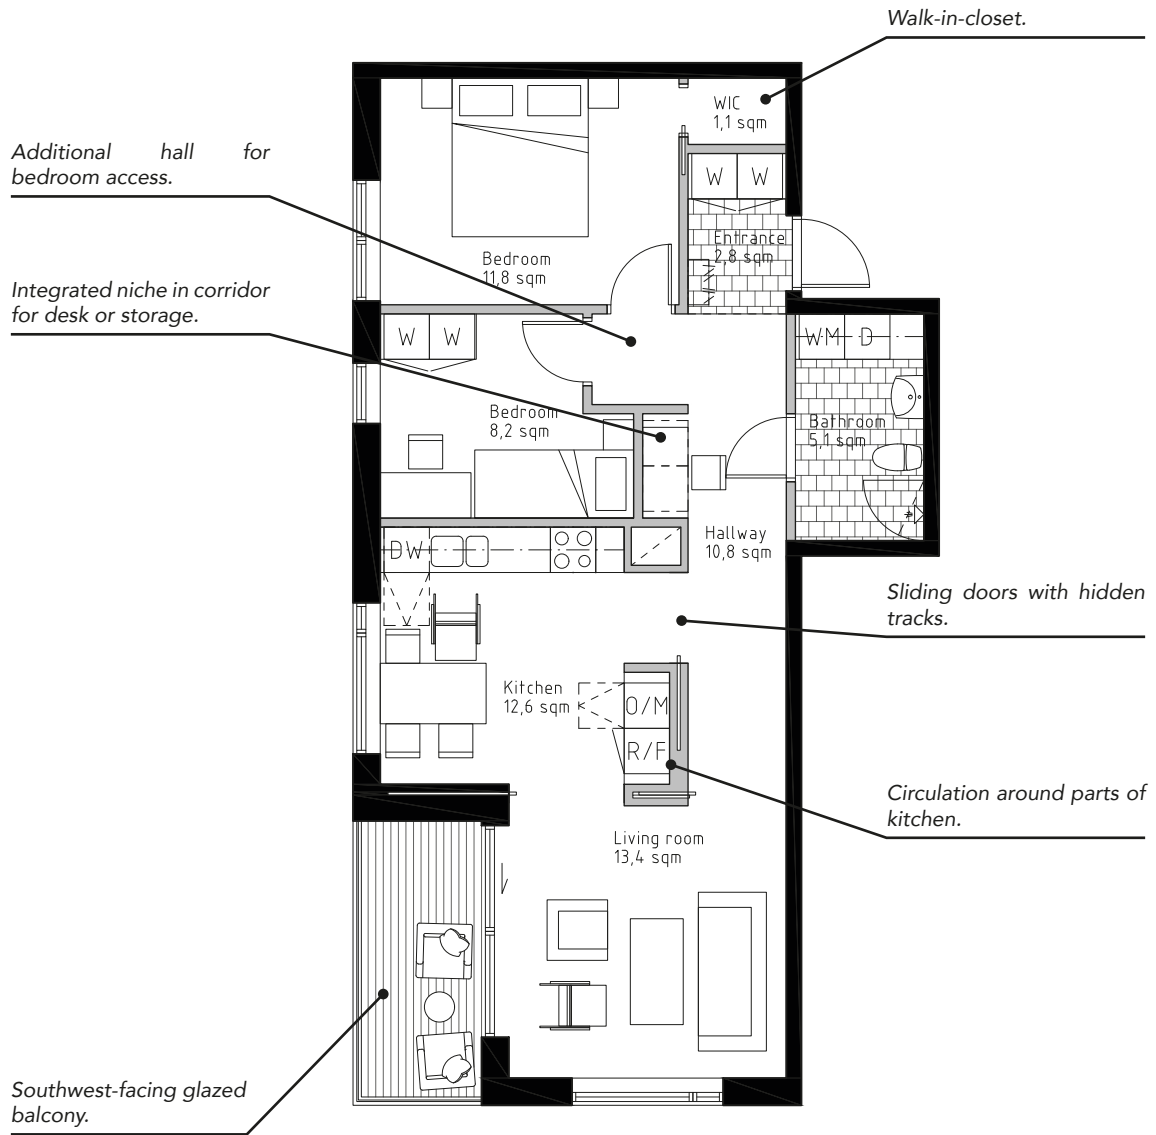 Walk-in-closet.
WIC
1,1 sqm
Additional hall for
bedroom access.
W W
Entrance
2,8 sqm
Bedroom
11,8 sqm
Integrated niche in corridor
for desk or storage.
W W
WM D
Bedroom
8,2 sqm
Bathroom
5,1 sqm
Hallway
10,8 sqm
DW
Sliding doors with hidden
tracks.
Kitchen
12,6 sqm
O/M
R/F
Circulation around parts of
kitchen.
Living room
13,4 sqm
Southwest-facing glazed
balcony.